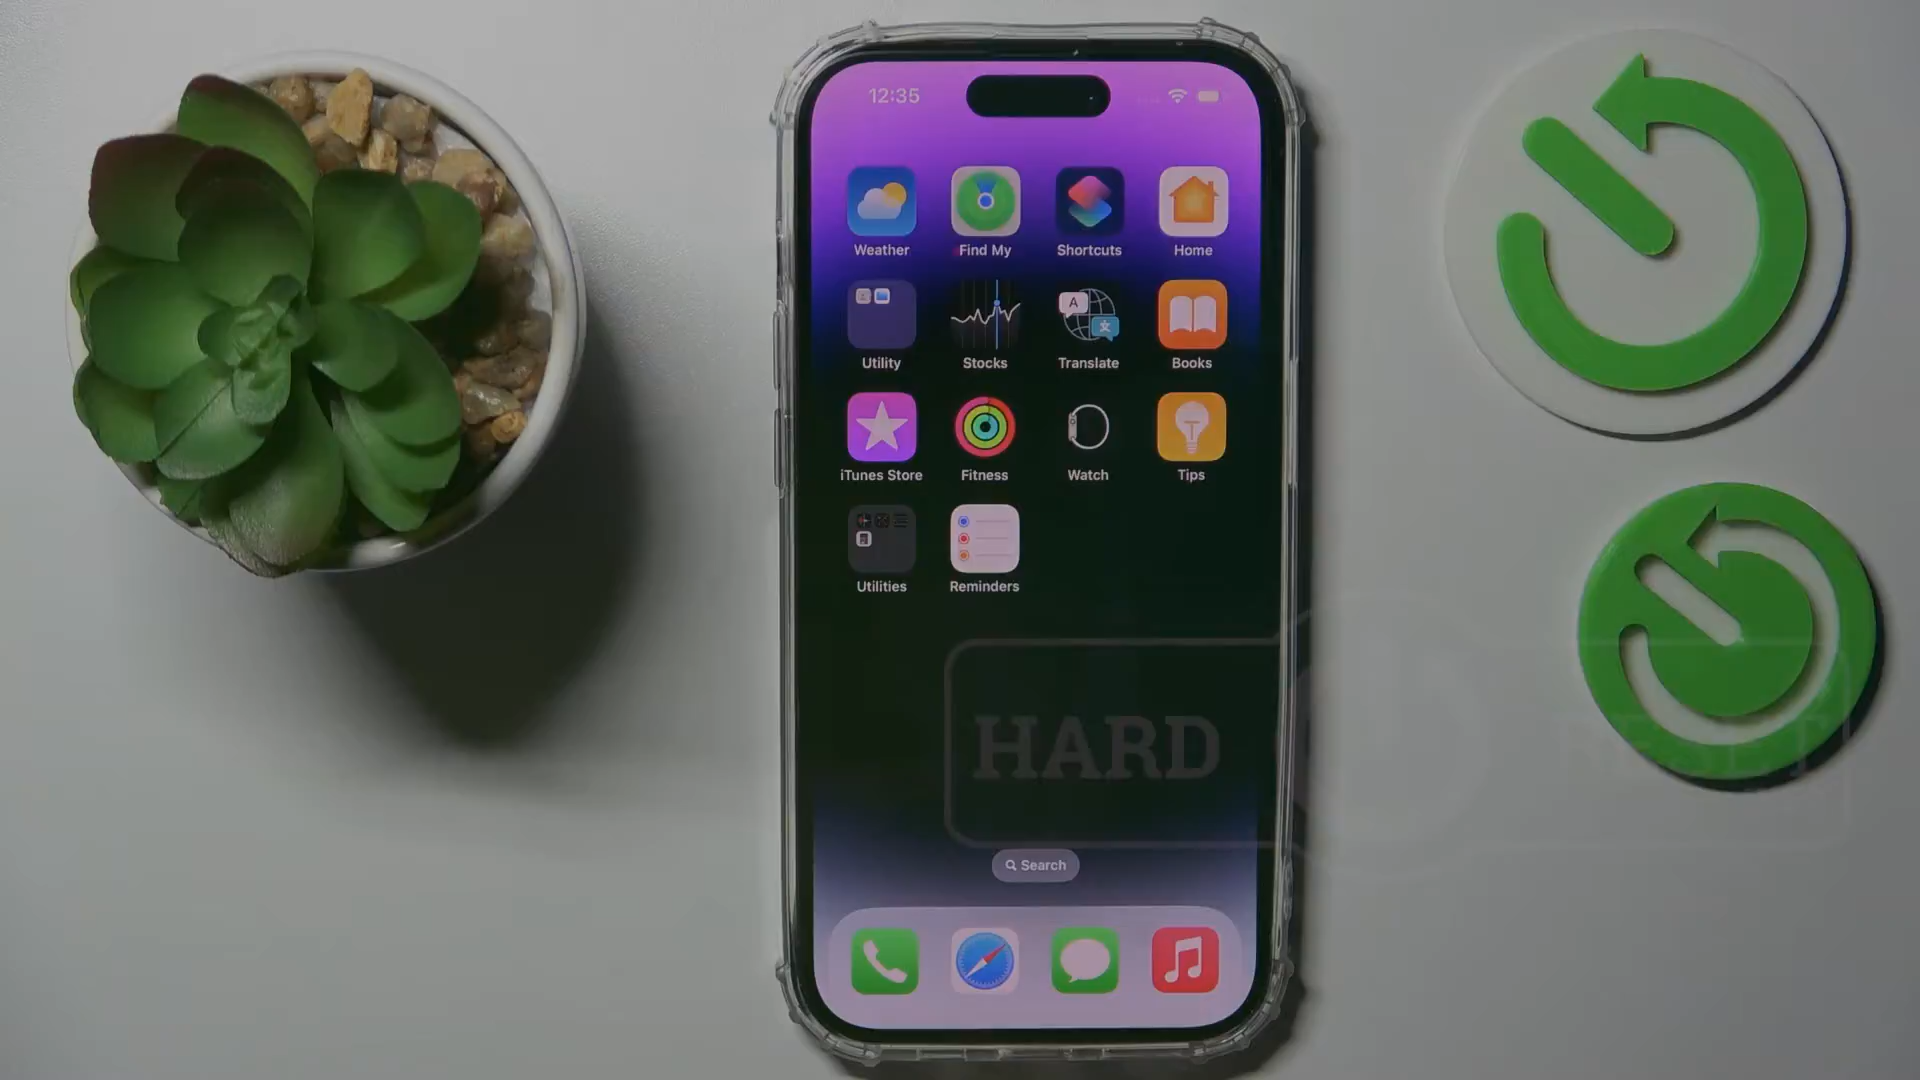 12:35
Weather Find My Shortcuts Home
Utility Stocks Translate Books
iTunes Store Fitness Watch Tips
Utilities Reminders
HARD RESET
Search